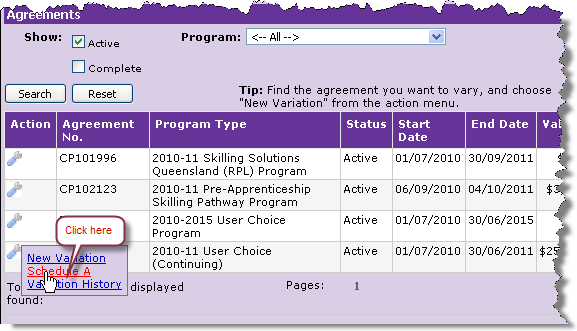 Agreements
Show: Active Program: <-- All -->
Complete
Search Reset Tip: Find the agreement you want to vary, and choose
"New Variation" from the action menu.
Action Agreement No. Program Type Status Start Date End Date
CP101996 2010-11 Skilling Solutions Queensland (RPL) Program Active 01/07/2010 30/09/2011 $
CP102123 2010-11 Pre-Apprenticeship Skilling Pathway Program Active 06/09/2010 04/10/2011 $3
2010-2015 User Choice Program Active 01/07/2010 30/06/2015
2010-11 User Choice (Continuing) Active 01/07/2010 30/06/2011 $25
Click here
New Variation
Schedule A
Variation History
To displayed Pages: 1
found: